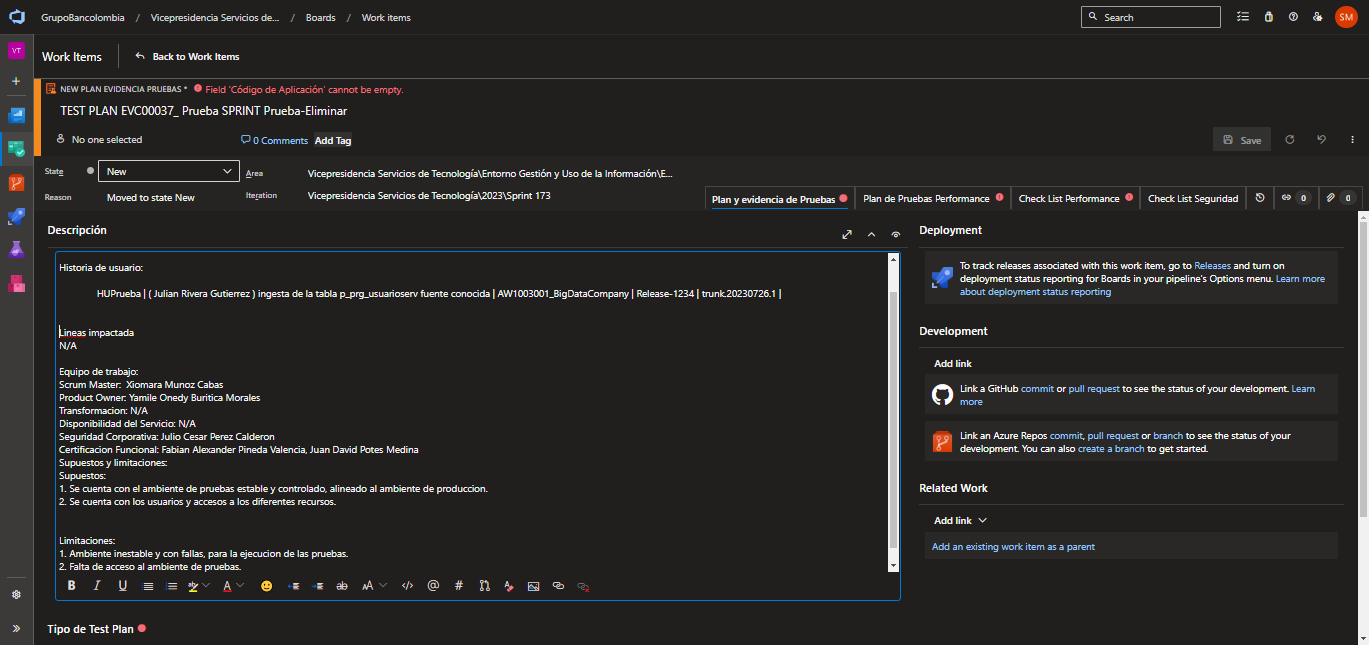 GrupoBancolombia / Vicepresidencia Servicios de... / Boards / Work items
Search
SM
VT
Work Items
Back to Work Items
NEW PLAN EVIDENCIA PRUEBAS * Field 'Código de Aplicación' cannot be empty.
TEST PLAN EVC00037_ Prueba SPRINT Prueba-Eliminar
No one selected
0 Comments
Add Tag
Save
State
New
Area
Vicepresidencia Servicios de Tecnología\Entorno Gestión y Uso de la Información\E...
Reason
Moved to state New
Iteration
Vicepresidencia Servicios de Tecnología\2023\Sprint 173
Plan y evidencia de Pruebas
Plan de Pruebas Performance
Check List Performance
Check List Seguridad
0
0
Descripción
Historia de usuario:
HUPrueba | ( Julian Rivera Gutierrez ) ingesta de la tabla p_prg_usuarioserv fuente conocida | AW1003001_BigDataCompany | Release-1234 | trunk.20230726.1 |
Lineas impactada
N/A
Equipo de trabajo:
Scrum Master: Xiomara Munoz Cabas
Product Owner: Yamile Onedy Buritica Morales
Transformacion: N/A
Disponibilidad del Servicio: N/A
Seguridad Corporativa: Julio Cesar Perez Calderon
Certificacion Funcional: Fabian Alexander Pineda Valencia, Juan David Potes Medina
Supuestos y limitaciones:
Supuestos:
1. Se cuenta con el ambiente de pruebas estable y controlado, alineado al ambiente de produccion.
2. Se cuenta con los usuarios y accesos a los diferentes recursos.
Limitaciones:
1. Ambiente inestable y con fallas, para la ejecucion de las pruebas.
2. Falta de acceso al ambiente de pruebas.
Tipo de Test Plan
Deployment
To track releases associated with this work item, go to Releases and turn on
deployment status reporting for Boards in your pipeline's Options menu. Learn more
about deployment status reporting
Development
Add link
Link a GitHub commit or pull request to see the status of your development. Learn
more
Link an Azure Repos commit, pull request or branch to see the status of your
development. You can also create a branch to get started.
Related Work
Add link
Add an existing work item as a parent